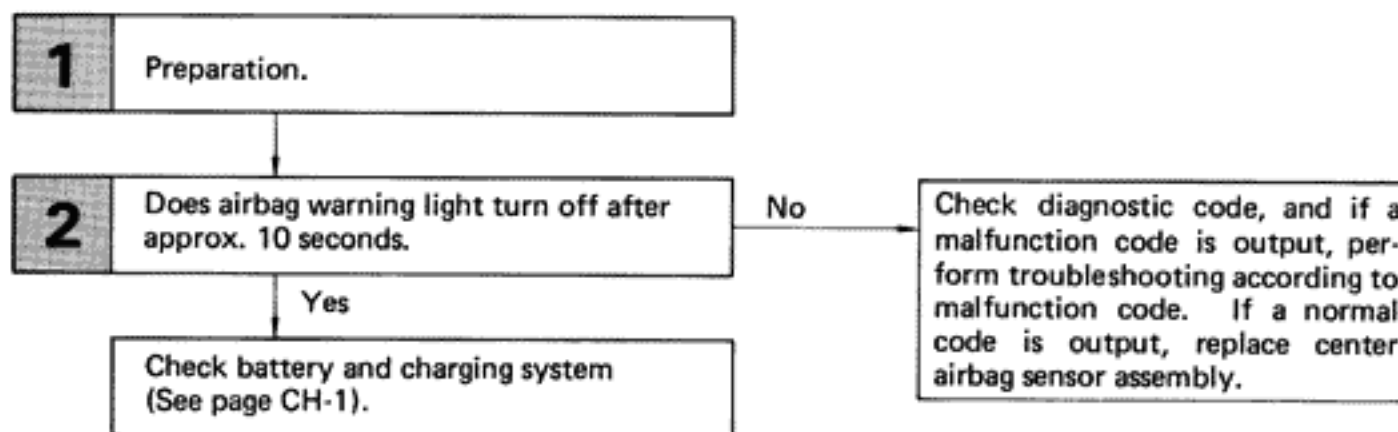 1
Preparation.
2
Does airbag warning light turn off after
approx. 10 seconds.
No
Check diagnostic code, and if a
malfunction code is output, per-
form troubleshooting according to
malfunction code. If a normal
code is output, replace center
airbag sensor assembly.
Yes
Check battery and charging system
(See page CH-1).